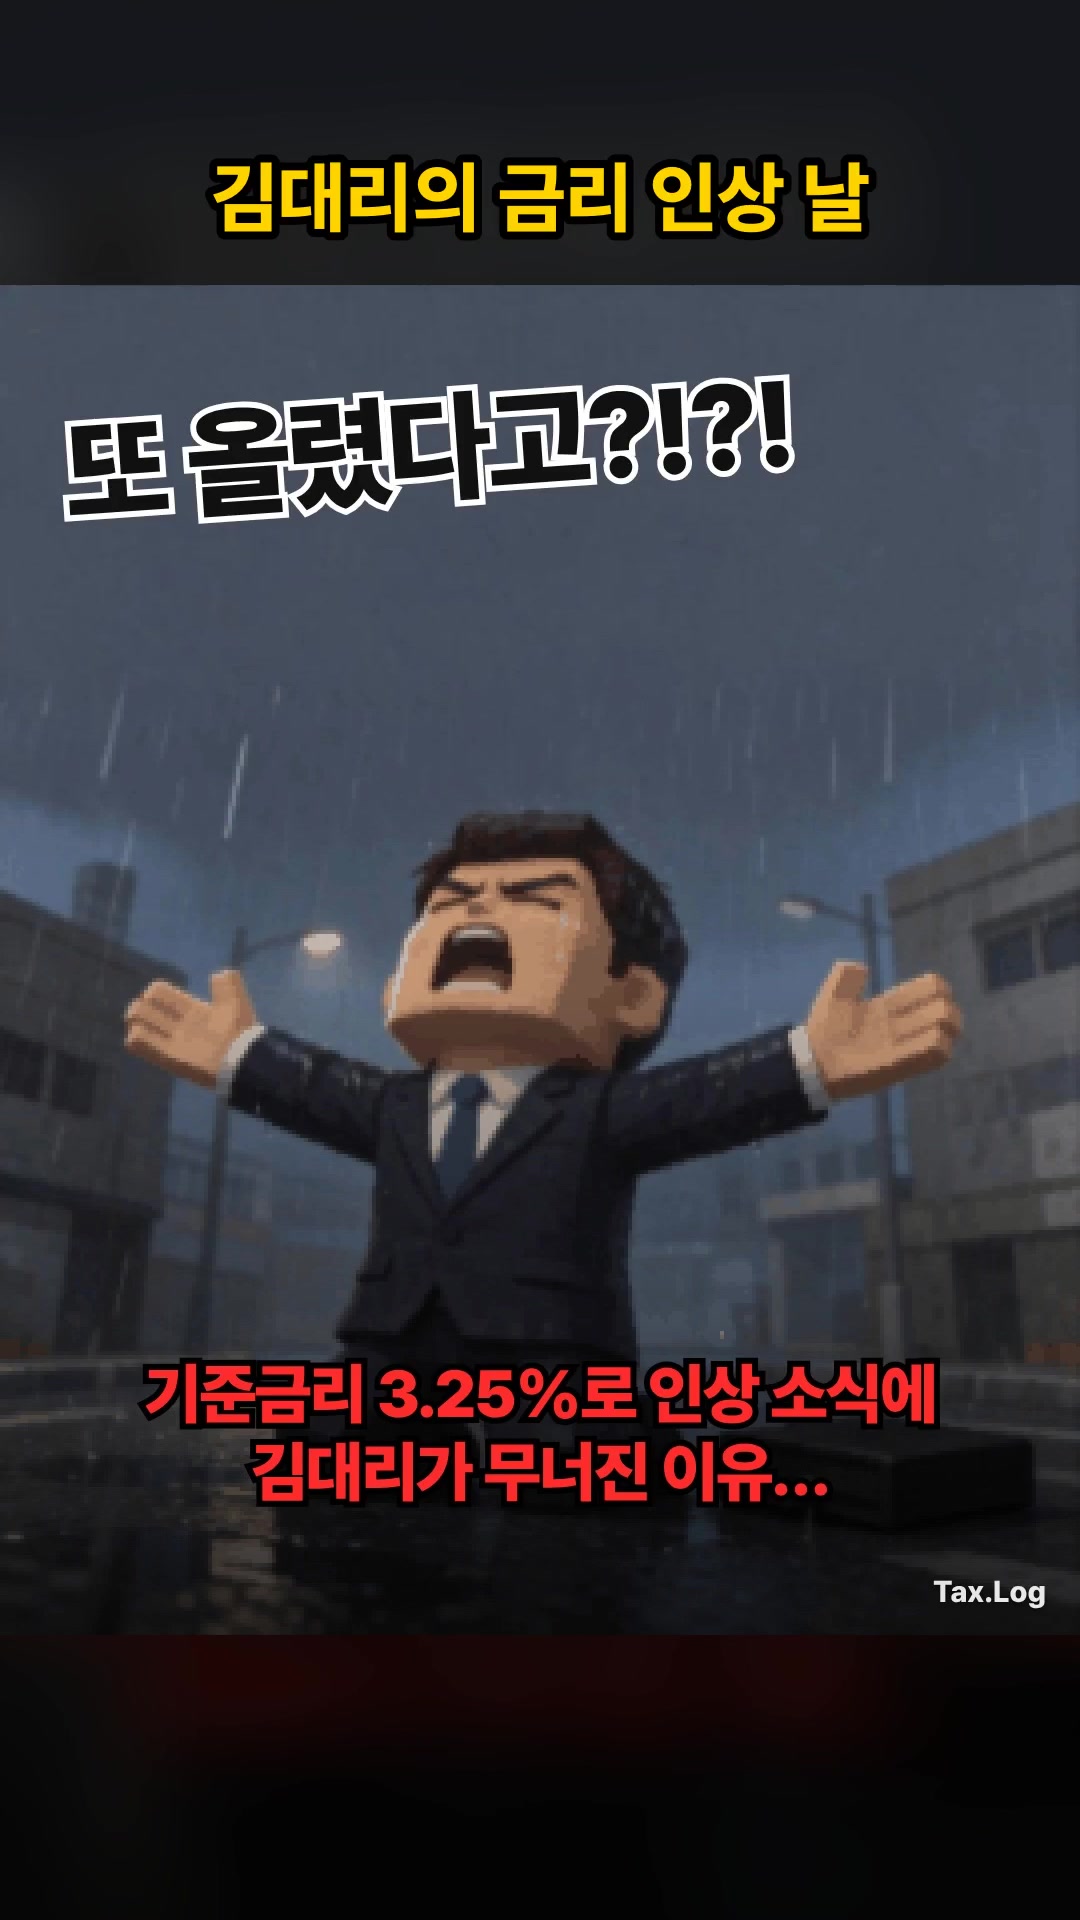 김대리의 금리 인상 날
또 올렸다고?!?!
기준금리 3.25%로 인상 소식에
김대리가 무너진 이유...
Tax.Log